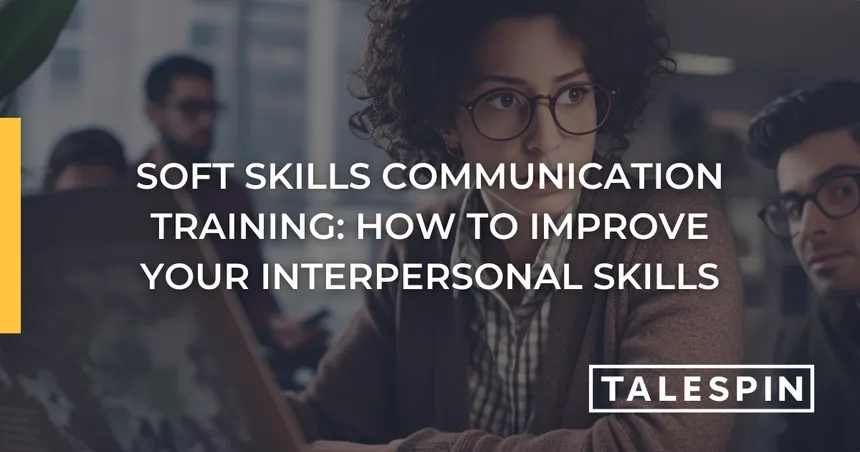 SOFT SKILLS COMMUNICATION
TRAINING: HOW TO IMPROVE
YOUR INTERPERSONAL SKILLS
TALESPIN